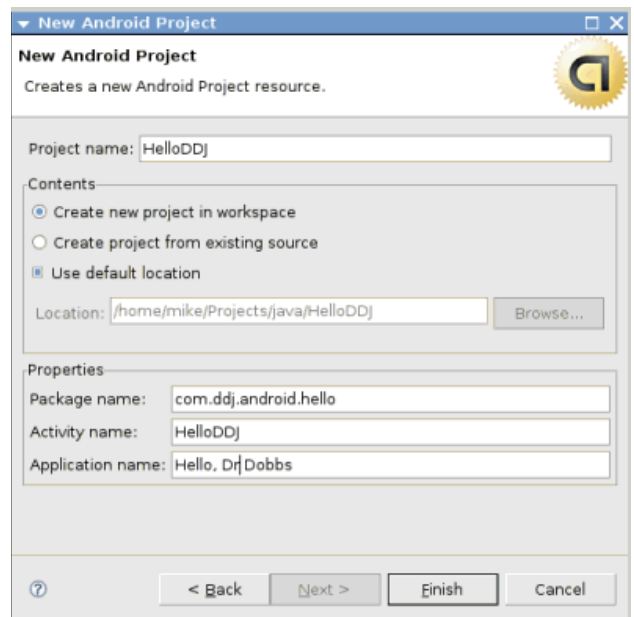 New Android Project
New Android Project
Creates a new Android Project resource.
Project name: HelloDDJ
Contents
Create new project in workspace
Create project from existing source
Use default location
Location: /home/mike/Projects/java/HelloDDJ Browse...
Properties
Package name: com.ddj.android.hello
Activity name: HelloDDJ
Application name: Hello, Dr Dobbs
? < Back Next > Finish Cancel